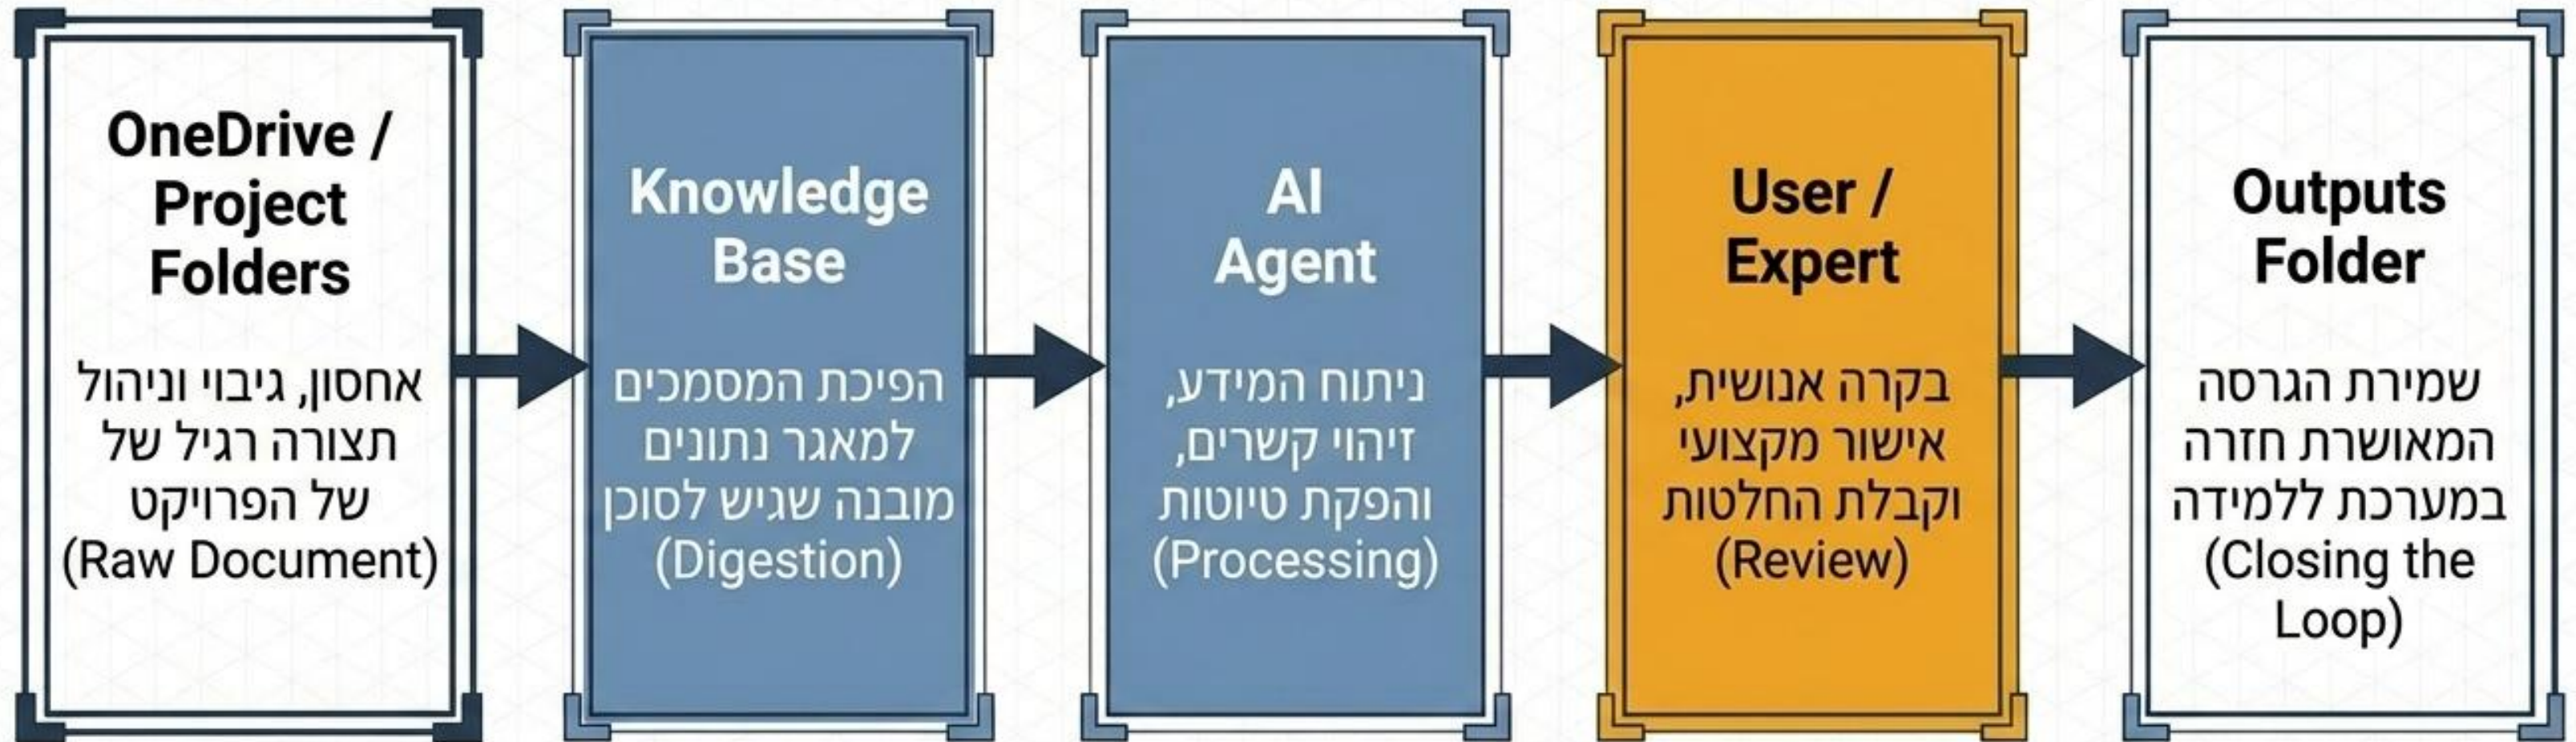 OneDrive /
Project
Folders
אחסון, גיבוי וניהול
תצורה רגיל של
של הפרויקט
(Raw Document)
Knowledge
Base
הפיכת המסמכים
למאגר נתונים
מובנה שגיש לסוכן
(Digestion)
AI
Agent
ניתוח המידע,
זיהוי קשרים,
והפקת טיוטות
(Processing)
User /
Expert
בקרה אנושית,
אישור מקצועי
וקבלת החלטות
(Review)
Outputs
Folder
שמירת הגרסה
המאושרת חזרה
במערכת ללמידה
(Closing the
Loop)